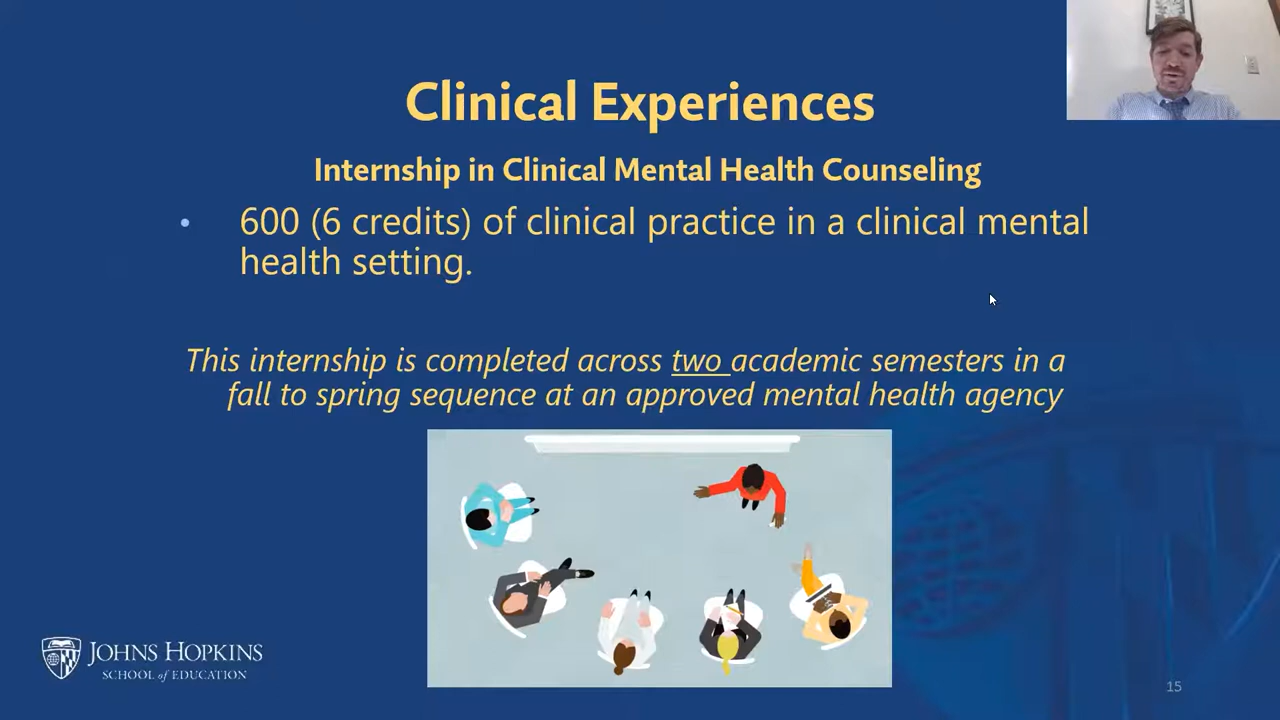 Clinical Experiences
Internship in Clinical Mental Health Counseling
• 600 (6 credits) of clinical practice in a clinical mental
health setting.
This internship is completed across two academic semesters in a
fall to spring sequence at an approved mental health agency
JOHNS HOPKINS
SCHOOL of EDUCATION
15